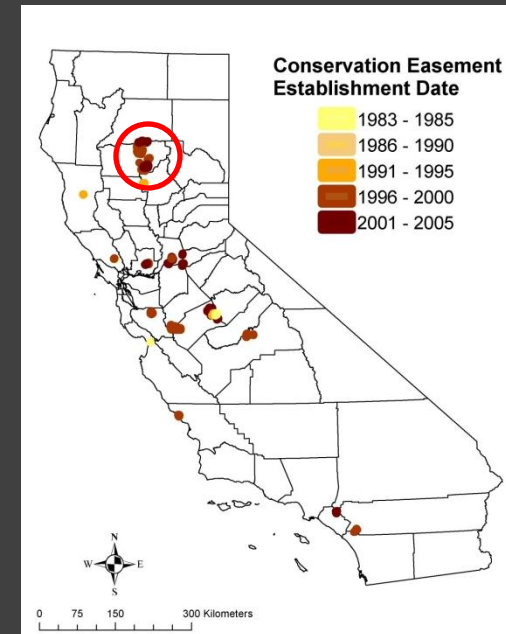 Conservation Easement
Establishment Date
1983 - 1985
1986 - 1990
1991 - 1995
1996 - 2000
2001 - 2005
N
W E
S
0 75 150 300 Kilometers